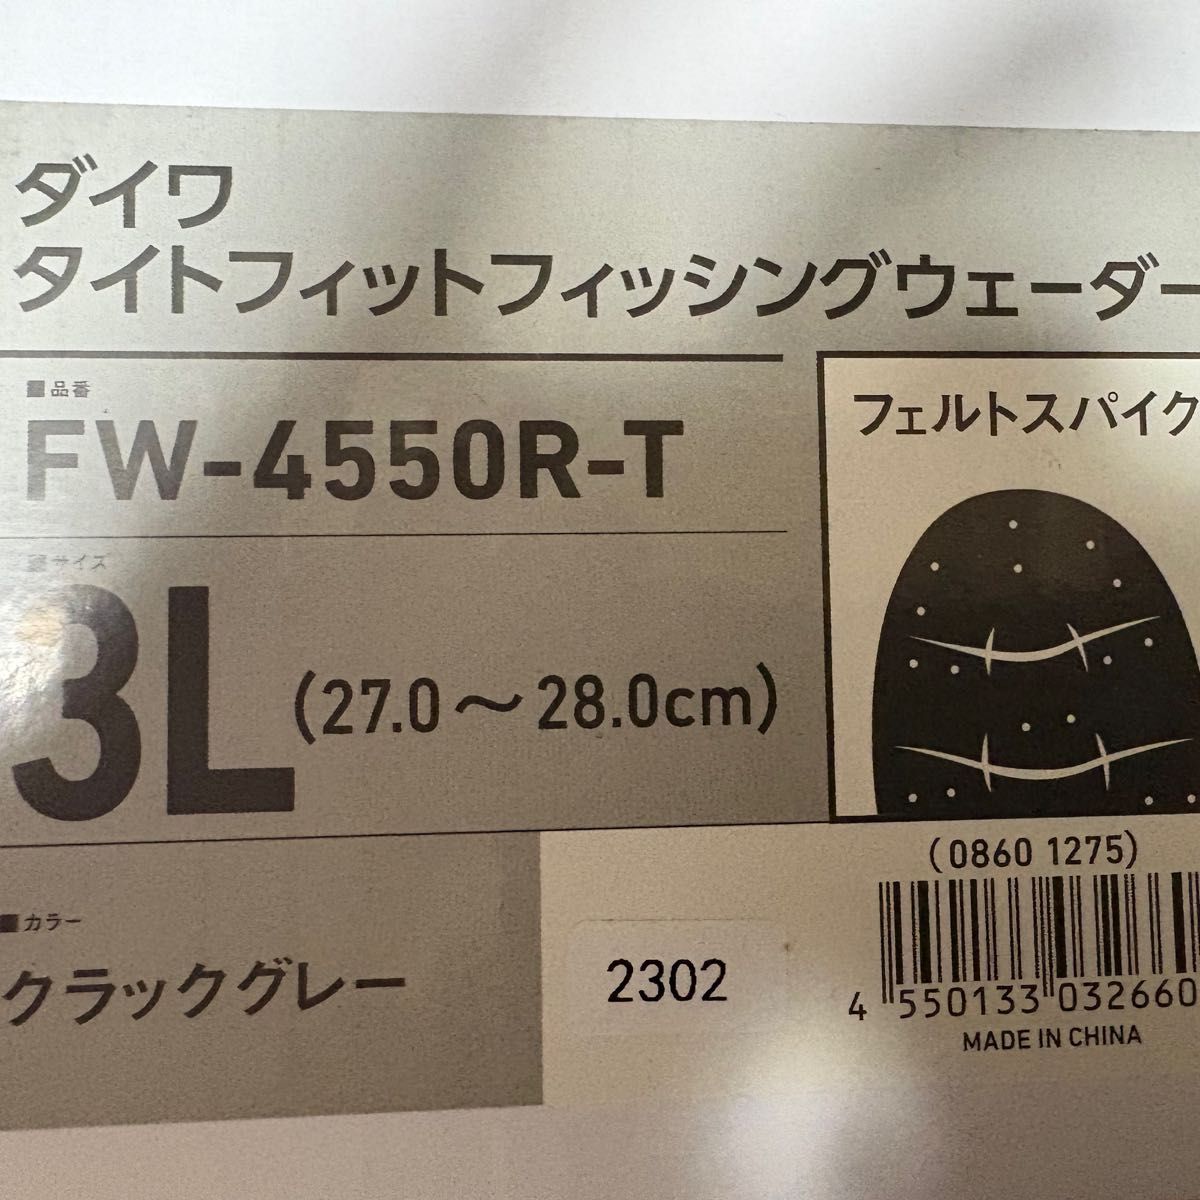 ダイワ
タイトフィットフィッシングウェーダー
■品番
FW-4550R-T
フェルトスパイク
■サイズ
3L (27.0～28.0cm)
(0860 1275)
■カラー
クラックグレー
2302
4 550133 032660
MADE IN CHINA